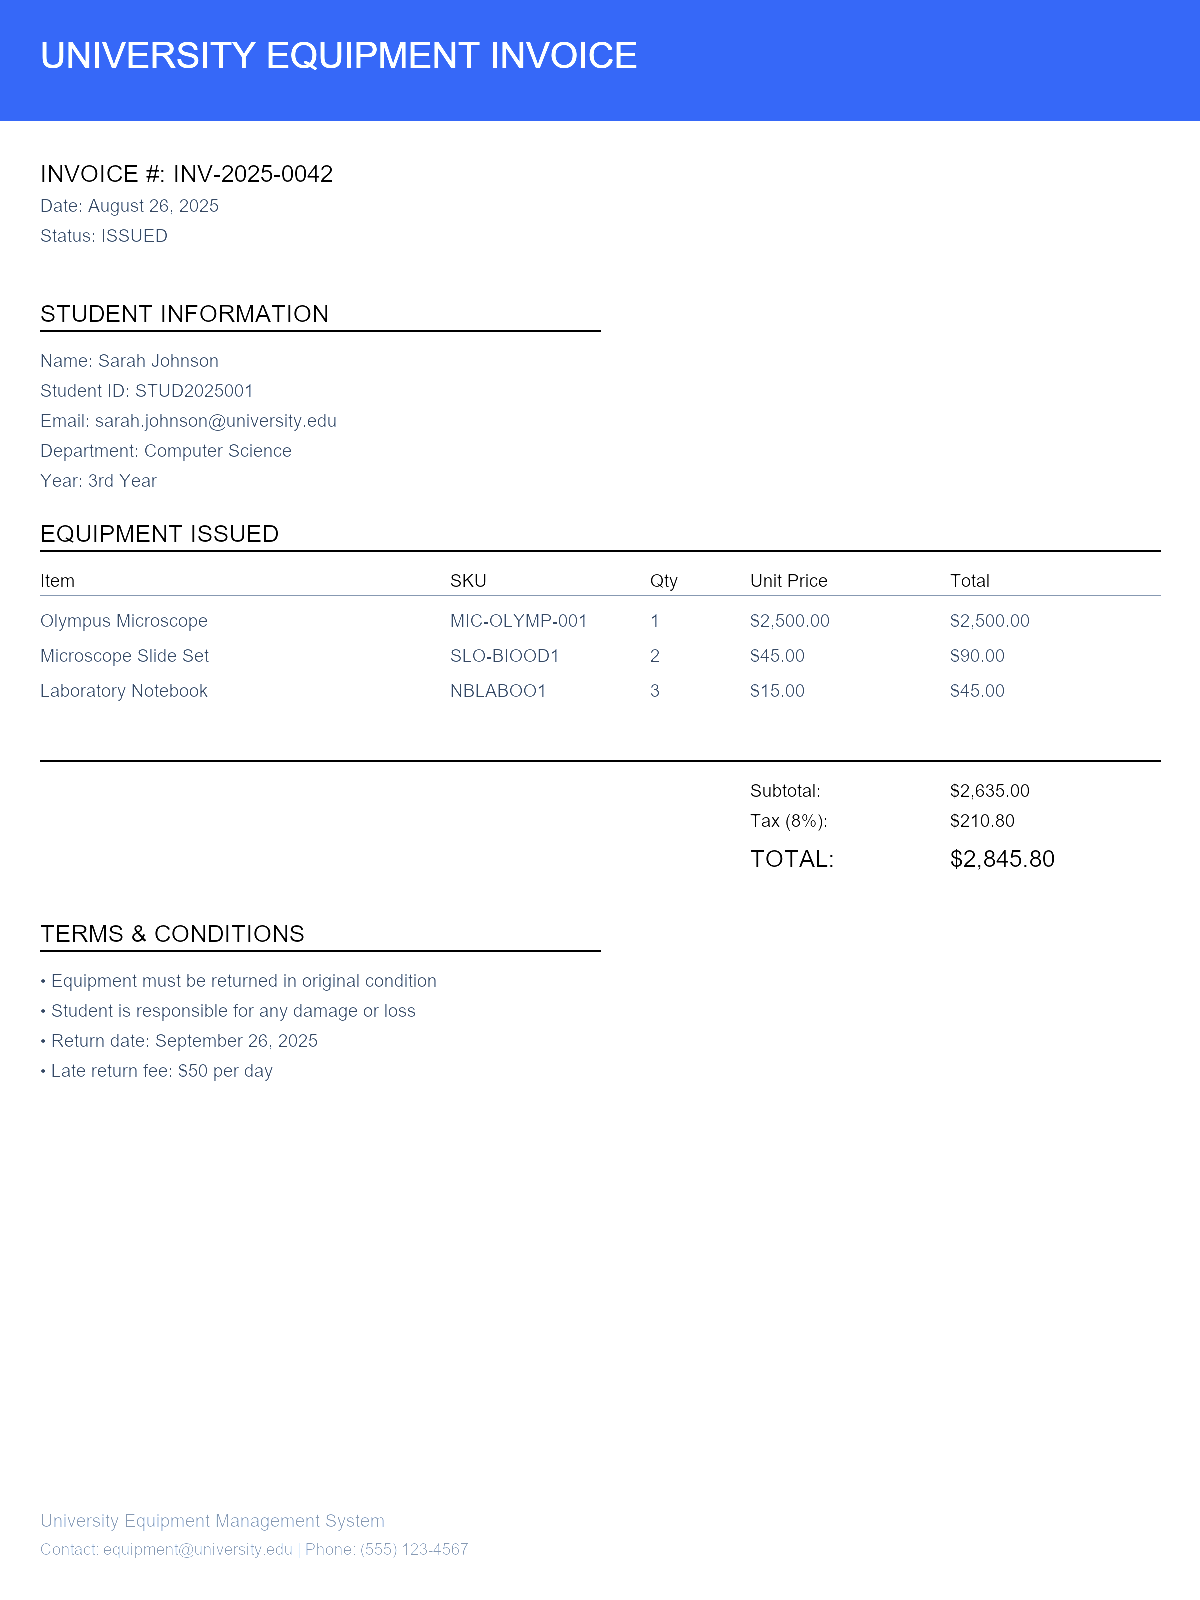 UNIVERSITY EQUIPMENT INVOICE
INVOICE #: INV-2025-0042
Date: August 26, 2025
Status: ISSUED
STUDENT INFORMATION
Name: Sarah Johnson
Student ID: STUD2025001
Email: sarah.johnson@university.edu
Department: Computer Science
Year: 3rd Year
EQUIPMENT ISSUED
Item SKU Qty Unit Price Total
Olympus Microscope MIC-OLYMP-001 1 $2,500.00 $2,500.00
Microscope Slide Set SLO-BIOOD1 2 $45.00 $90.00
Laboratory Notebook NBLABOO1 3 $15.00 $45.00
Subtotal: $2,635.00
Tax (8%): $210.80
TOTAL: $2,845.80
TERMS & CONDITIONS
• Equipment must be returned in original condition
• Student is responsible for any damage or loss
• Return date: September 26, 2025
• Late return fee: $50 per day
University Equipment Management System
Contact: equipment@university.edu | Phone: (555) 123-4567